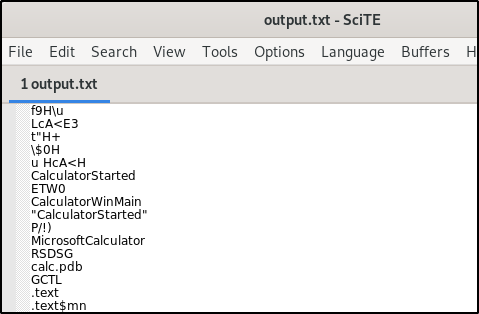 output.txt - SciTE
File Edit Search View Tools Options Language Buffers H
1 output.txt
f9H\u
LcA<E3
t"H+
\$0H
u HcA<H
CalculatorStarted
ETW0
CalculatorWinMain
"CalculatorStarted"
P/!)
MicrosoftCalculator
RSDSG
calc.pdb
GCTL
.text
.text$mn